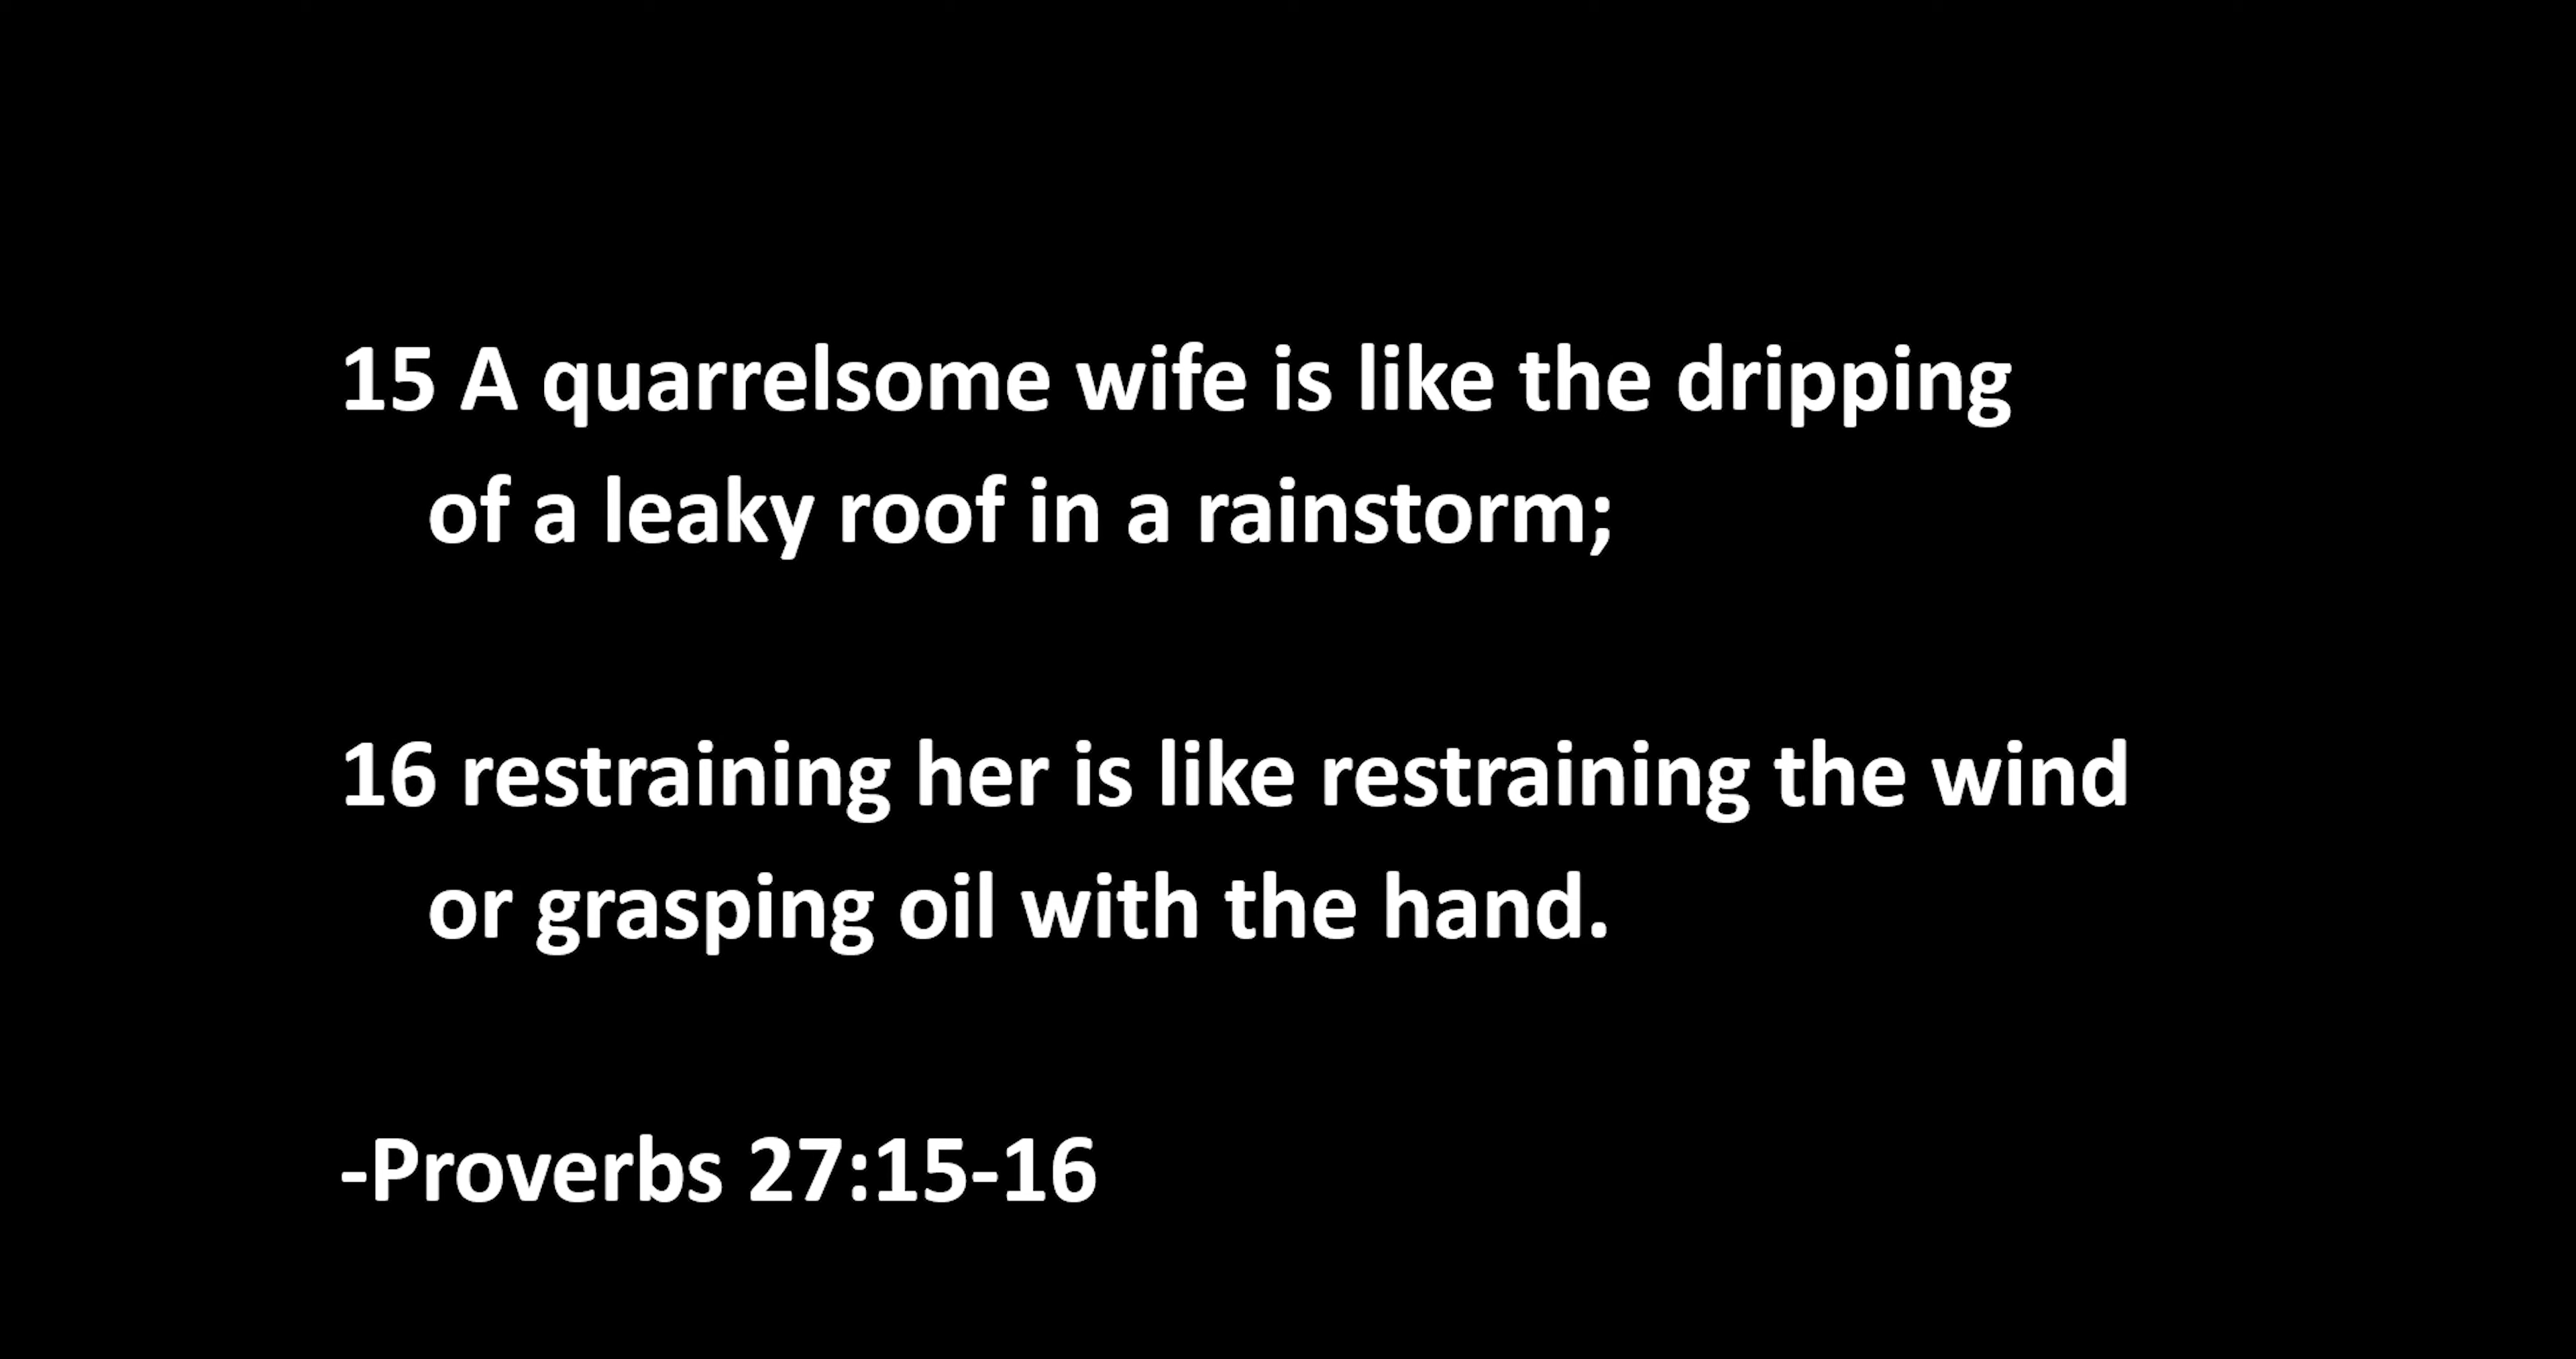 15 A quarrelsome wife is like the dripping
of a leaky roof in a rainstorm;
16 restraining her is like restraining the wind
or grasping oil with the hand.
-Proverbs 27:15-16